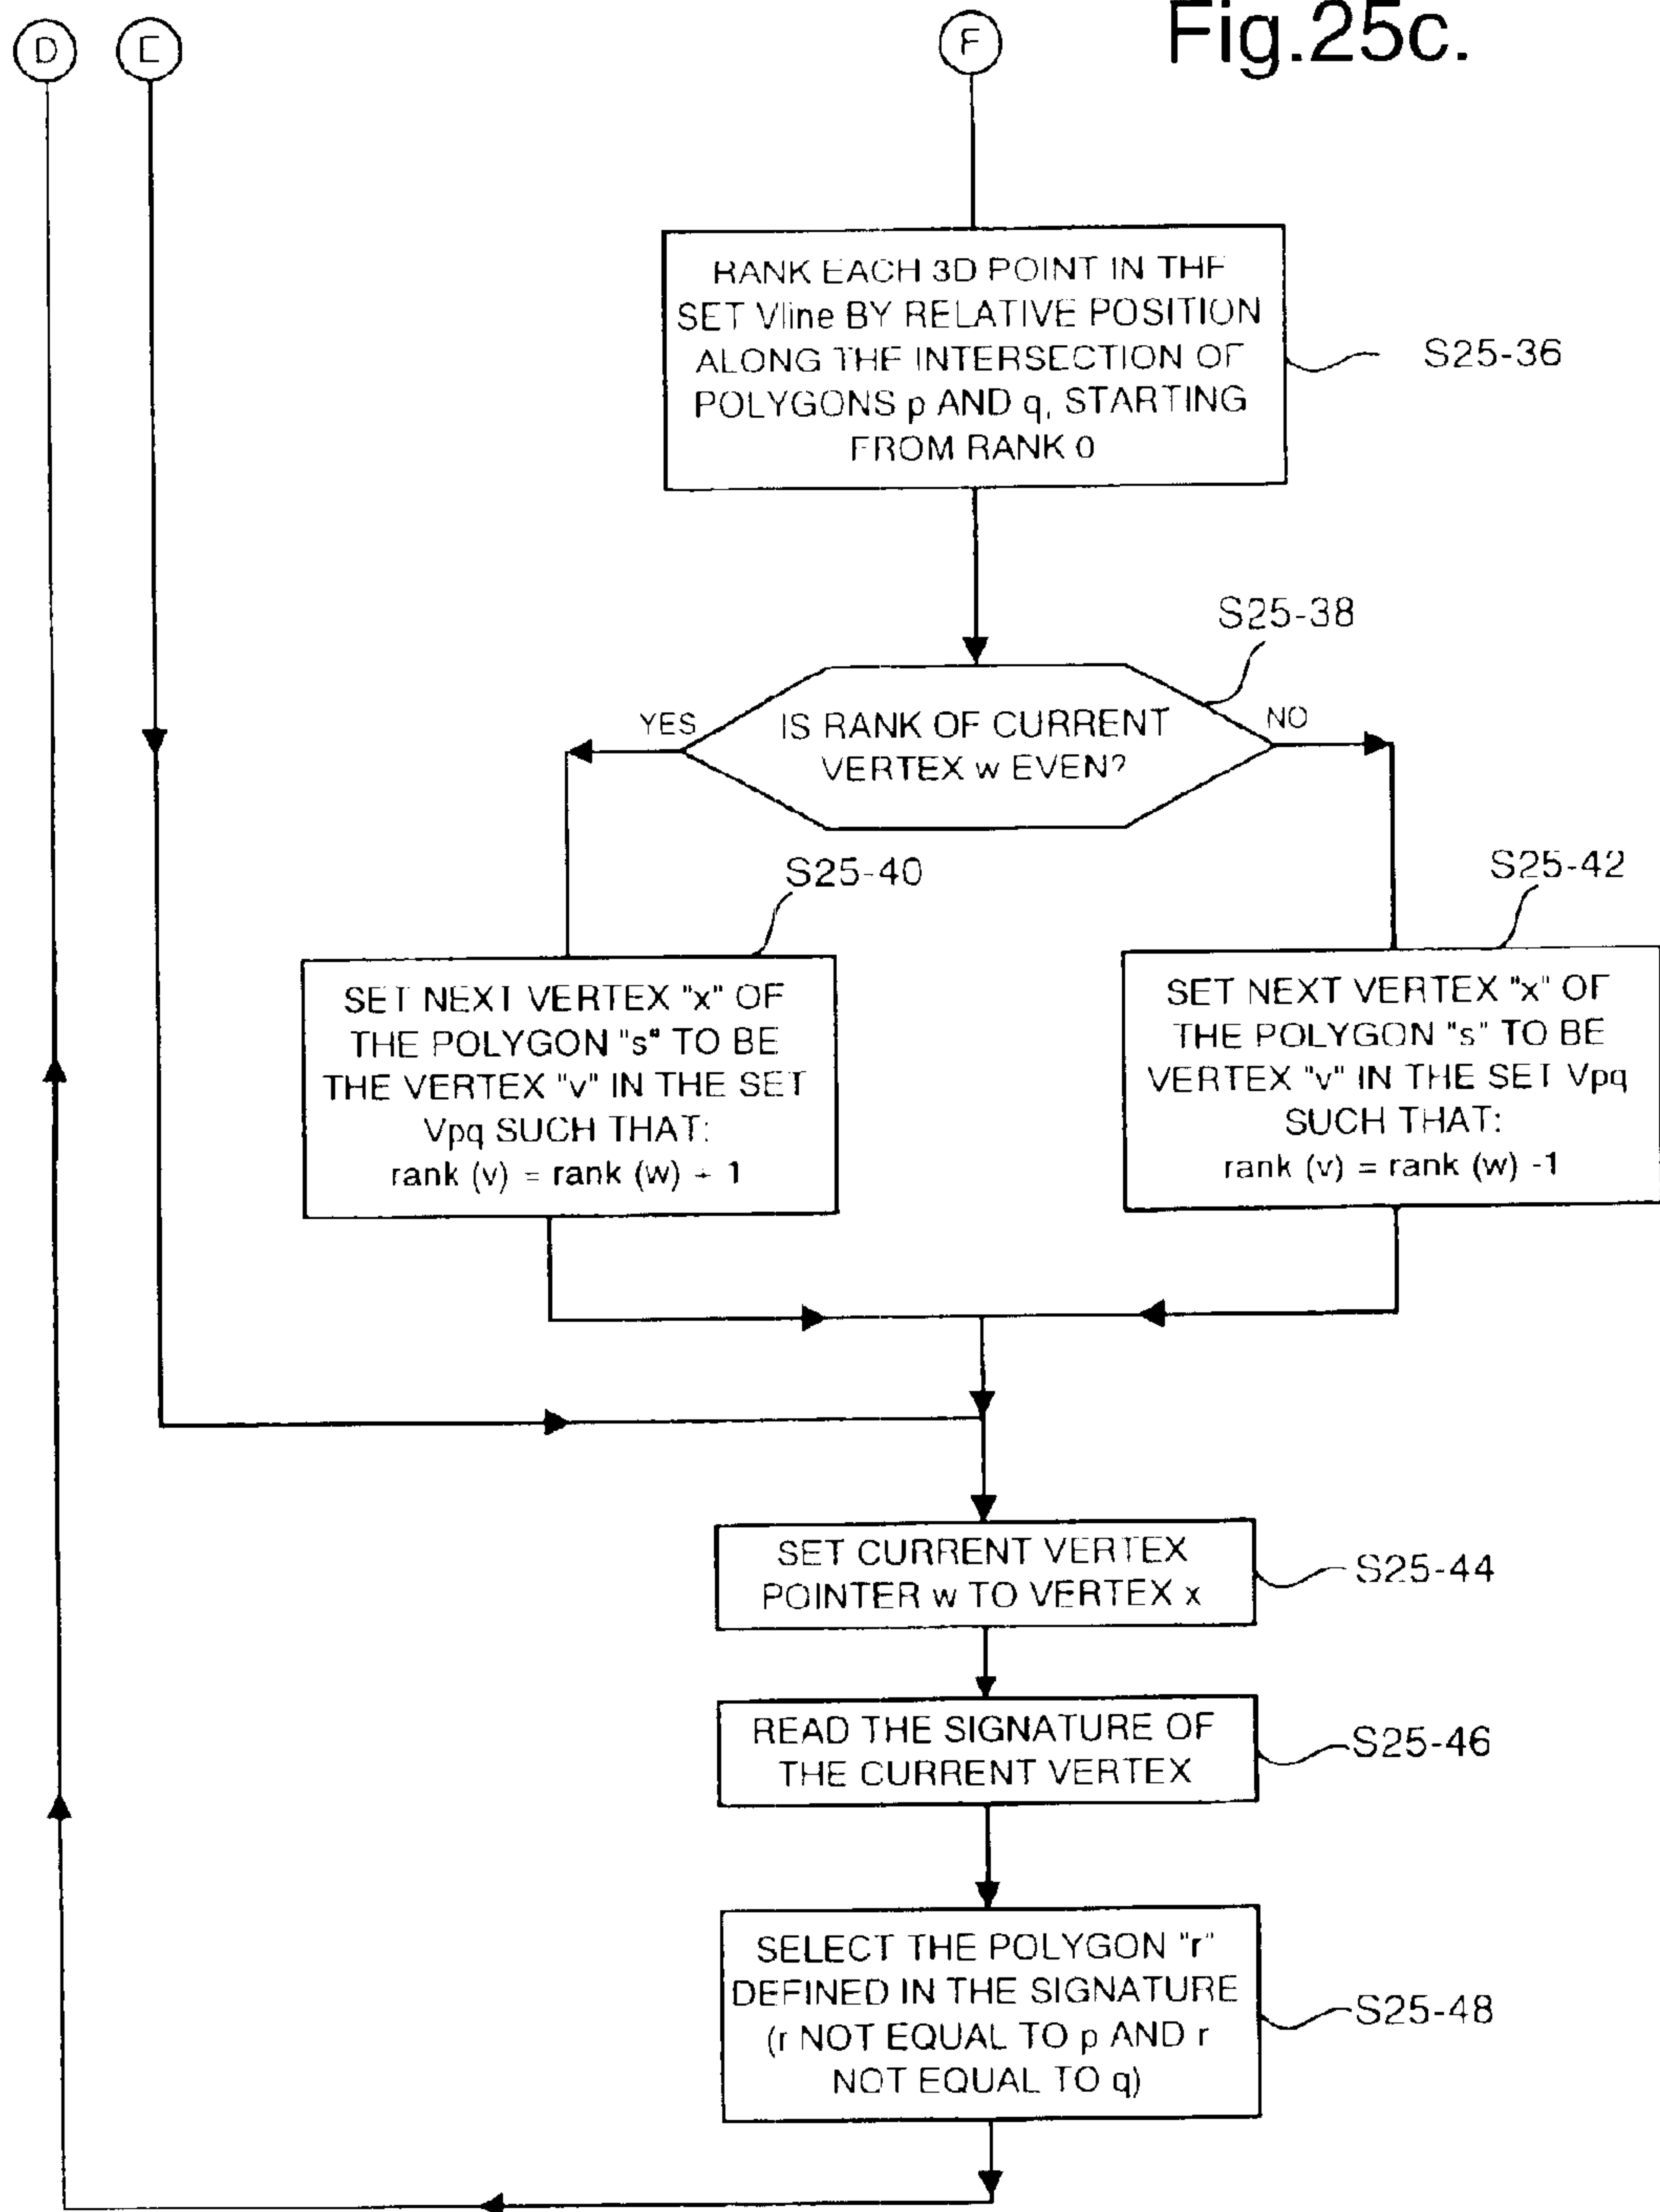 Fig.25c.
D
E
F
RANK EACH 3D POINT IN THE
SET Vline BY RELATIVE POSITION
ALONG THE INTERSECTION OF
POLYGONS p AND q, STARTING
FROM RANK 0
S25-36
S25-38
YES
IS RANK OF CURRENT
VERTEX w EVEN?
NO
S25-40
S25-42
SET NEXT VERTEX "x" OF
THE POLYGON "s" TO BE
THE VERTEX "v" IN THE SET
Vpq SUCH THAT:
rank (v) = rank (w) + 1
SET NEXT VERTEX "x" OF
THE POLYGON "s" TO BE
VERTEX "v" IN THE SET Vpq
SUCH THAT:
rank (v) = rank (w) -1
SET CURRENT VERTEX
POINTER w TO VERTEX x
S25-44
READ THE SIGNATURE OF
THE CURRENT VERTEX
S25-46
SELECT THE POLYGON "r"
DEFINED IN THE SIGNATURE
(r NOT EQUAL TO p AND r
NOT EQUAL TO q)
S25-48